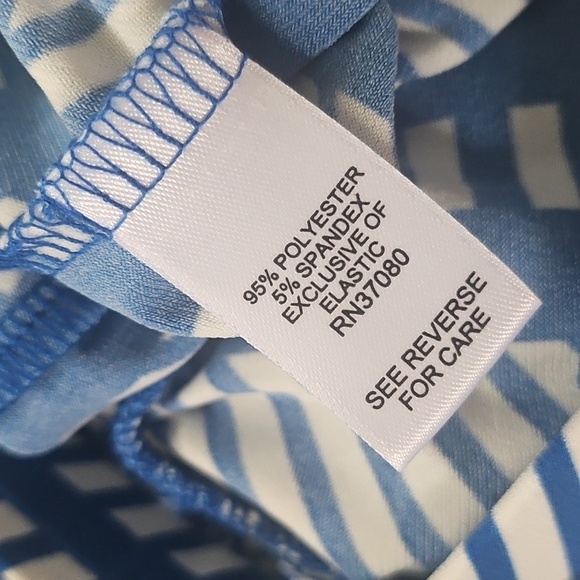 95% POLYESTER
5% SPANDEX
EXCLUSIVE OF
ELASTIC
RN37080
SEE REVERSE
FOR CARE